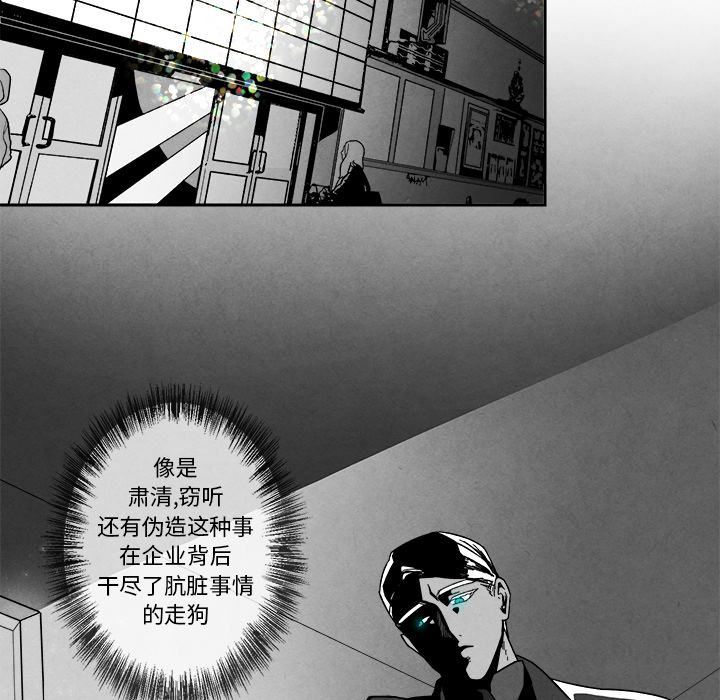 像是
肃清,窃听
还有伪造这种事
在企业背后
干尽了肮脏事情
的走狗